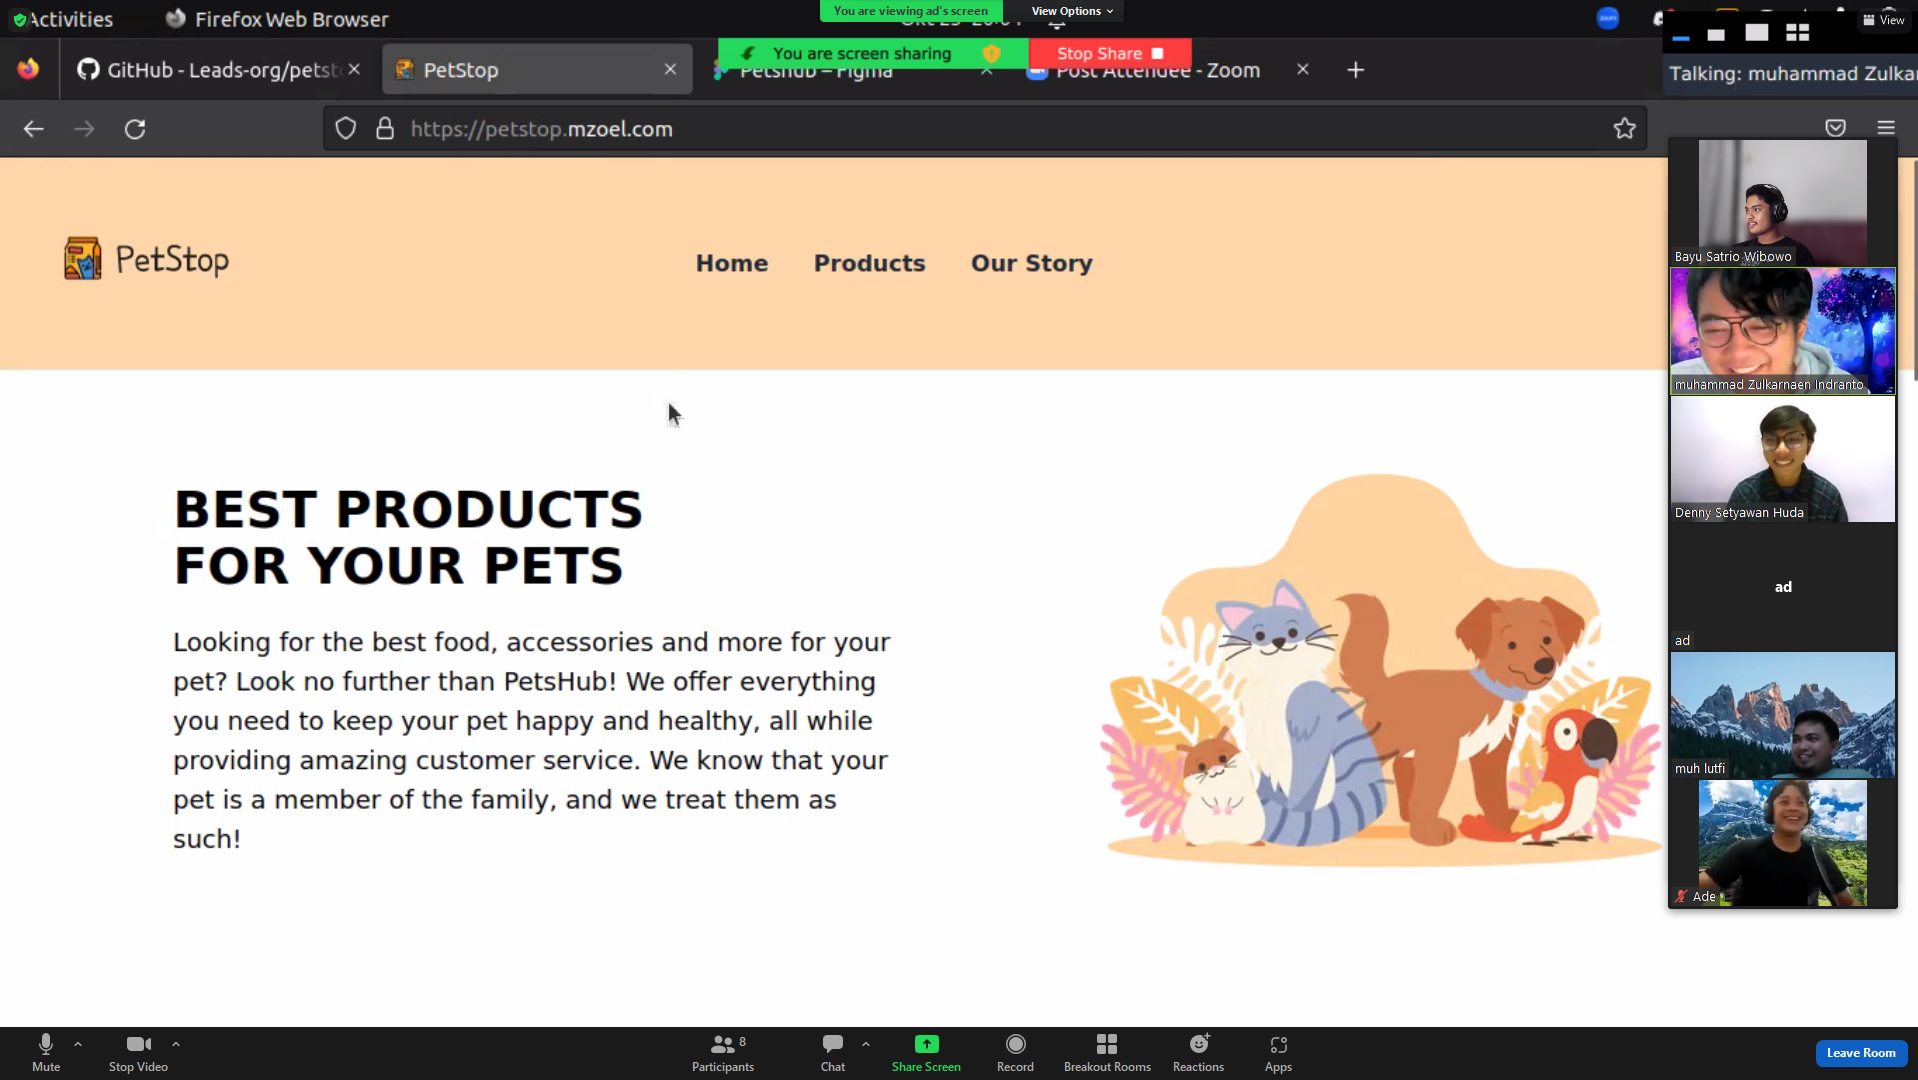 Activities
Firefox Web Browser
You are viewing ad's screen
View Options
View
GitHub - Leads-org/petst
PetStop
You are screen sharing
Stop Share
Petshub – Figma
Post Attendee - Zoom
Talking: muhammad Zulka
https://petstop.mzoel.com
PetStop
Home
Products
Our Story
BEST PRODUCTS
FOR YOUR PETS
Looking for the best food, accessories and more for your
pet? Look no further than PetsHub! We offer everything
you need to keep your pet happy and healthy, all while
providing amazing customer service. We know that your
pet is a member of the family, and we treat them as
such!
Bayu Satrio Wibowo
muhammad Zulkarnaen Indranto
Denny Setyawan Huda
ad
ad
muh lutfi
Ade
Mute
Stop Video
8
Participants
Chat
Share Screen
Record
Breakout Rooms
Reactions
Apps
Leave Room